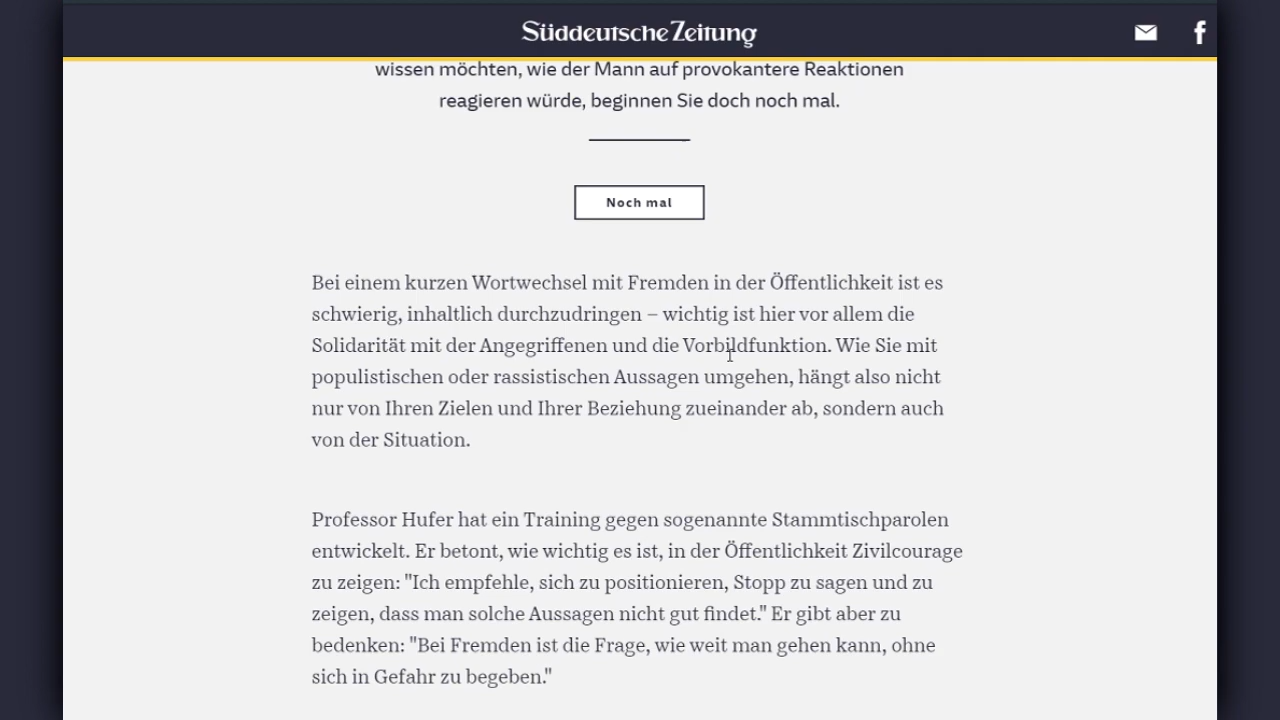 Süddeutsche Zeitung
wissen möchten, wie der Mann auf provokantere Reaktionen
reagieren würde, beginnen Sie doch noch mal.
Noch mal
Bei einem kurzen Wortwechsel mit Fremden in der Öffentlichkeit ist es
schwierig, inhaltlich durchzudringen – wichtig ist hier vor allem die
Solidarität mit der Angegriffenen und die Vorbildfunktion. Wie Sie mit
populistischen oder rassistischen Aussagen umgehen, hängt also nicht
nur von Ihren Zielen und Ihrer Beziehung zueinander ab, sondern auch
von der Situation.
Professor Hufer hat ein Training gegen sogenannte Stammtischparolen
entwickelt. Er betont, wie wichtig es ist, in der Öffentlichkeit Zivilcourage
zu zeigen: "Ich empfehle, sich zu positionieren, Stopp zu sagen und zu
zeigen, dass man solche Aussagen nicht gut findet." Er gibt aber zu
bedenken: "Bei Fremden ist die Frage, wie weit man gehen kann, ohne
sich in Gefahr zu begeben."